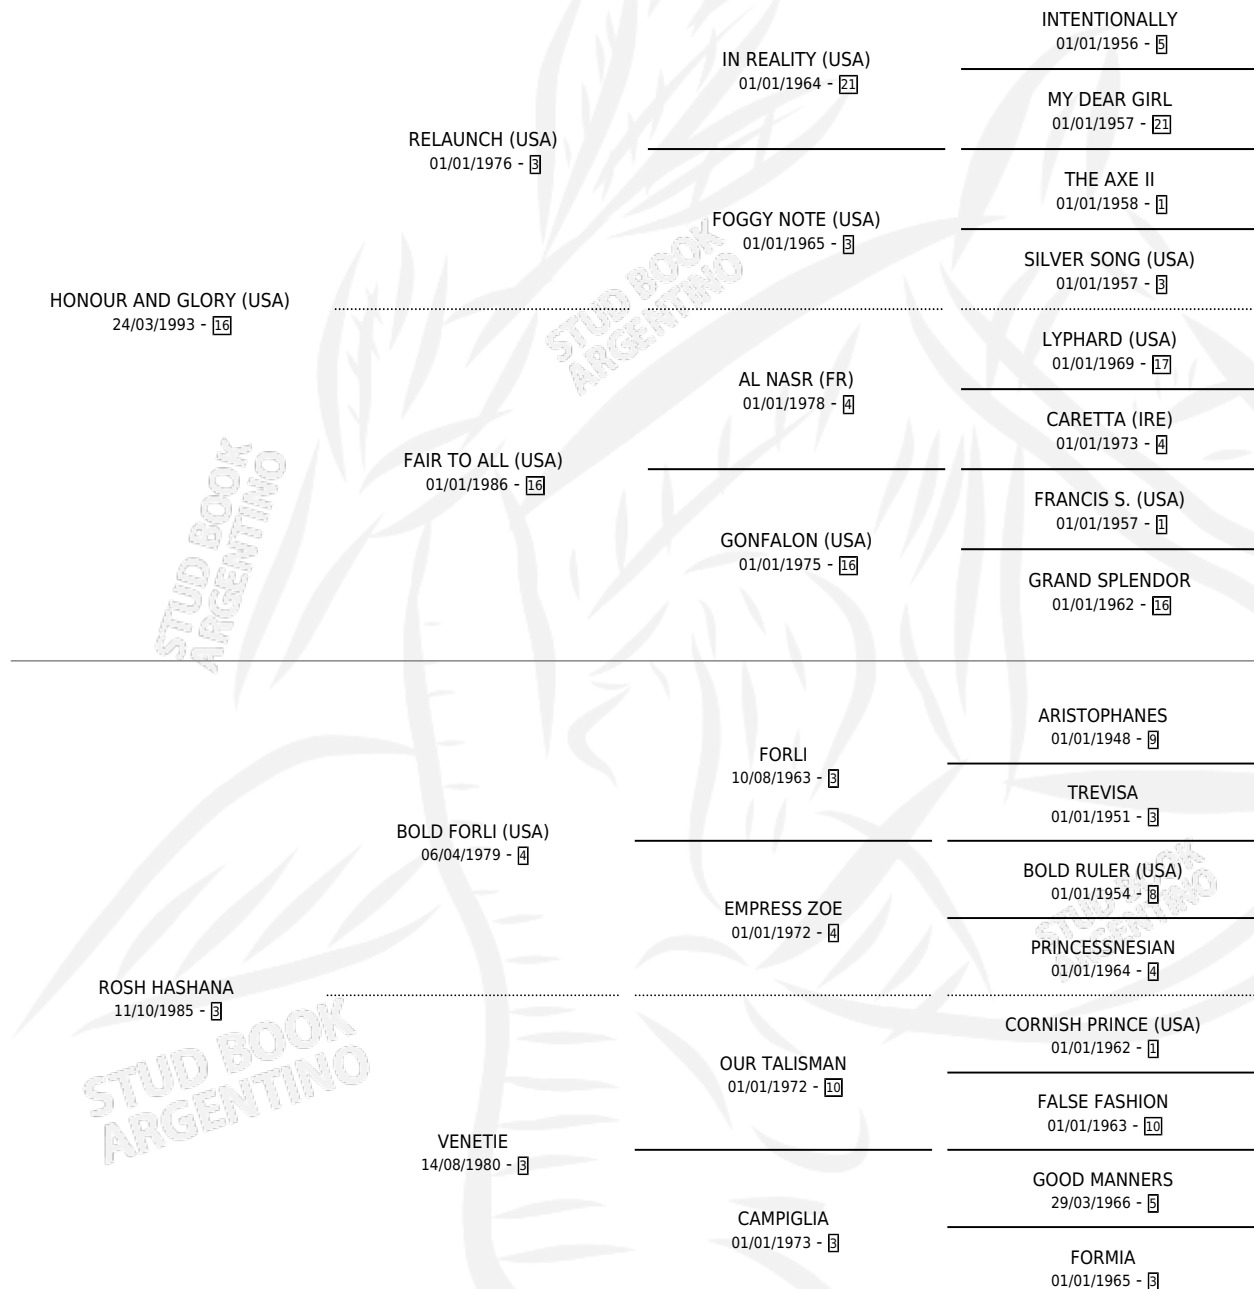 INTENTIONALLY
01/01/1956 - 5
IN REALITY (USA)
01/01/1964 - 21
MY DEAR GIRL
01/01/1957 - 21
RELAUNCH (USA)
01/01/1976 - 3
THE AXE II
01/01/1958 - 1
FOGGY NOTE (USA)
01/01/1965 - 3
SILVER SONG (USA)
01/01/1957 - 3
HONOUR AND GLORY (USA)
24/03/1993 - 16
LYPHARD (USA)
01/01/1969 - 17
AL NASR (FR)
01/01/1978 - 4
CARETTA (IRE)
01/01/1973 - 4
FAIR TO ALL (USA)
01/01/1986 - 16
FRANCIS S. (USA)
01/01/1957 - 1
GONFALON (USA)
01/01/1975 - 16
GRAND SPLENDOR
01/01/1962 - 16
STUD BOOK
ARGENTINO
STUD BOOK
ARGENTINO
ARISTOPHANES
01/01/1948 - 9
FORLI
10/08/1963 - 3
TREVISA
01/01/1951 - 3
BOLD FORLI (USA)
06/04/1979 - 4
BOLD RULER (USA)
01/01/1954 - 8
EMPRESS ZOE
01/01/1972 - 4
PRINCESSNESIAN
01/01/1964 - 4
ROSH HASHANA
11/10/1985 - 3
CORNISH PRINCE (USA)
01/01/1962 - 1
OUR TALISMAN
01/01/1972 - 10
FALSE FASHION
01/01/1963 - 10
VENETIE
14/08/1980 - 3
GOOD MANNERS
29/03/1966 - 5
CAMPIGLIA
01/01/1973 - 3
FORMIA
01/01/1965 - 3
STUD BOOK
ARGENTINO
STUD BOOK
ARGENTINO